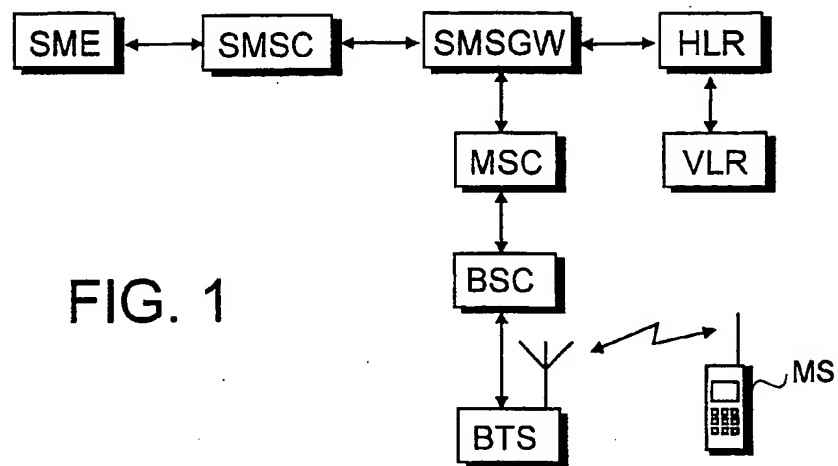 SME SMSC SMSGW HLR
MSC VLR
BSC
FIG. 1
MS
BTS